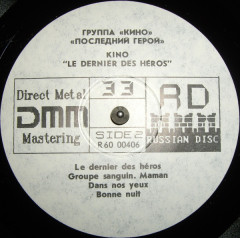 ГРУППА «КИНО»
«ПОСЛЕДНИЙ ГЕРОЙ»
KINO
"LE DERNIER DES HÉROS"
Direct Metal
DMM
Mastering
33
SIDE 2
R 60 00406
RD
RUSSIAN DISC
Le dernier des héros
Groupe sanguin. Maman
Dans nos yeux
Bonne nuit